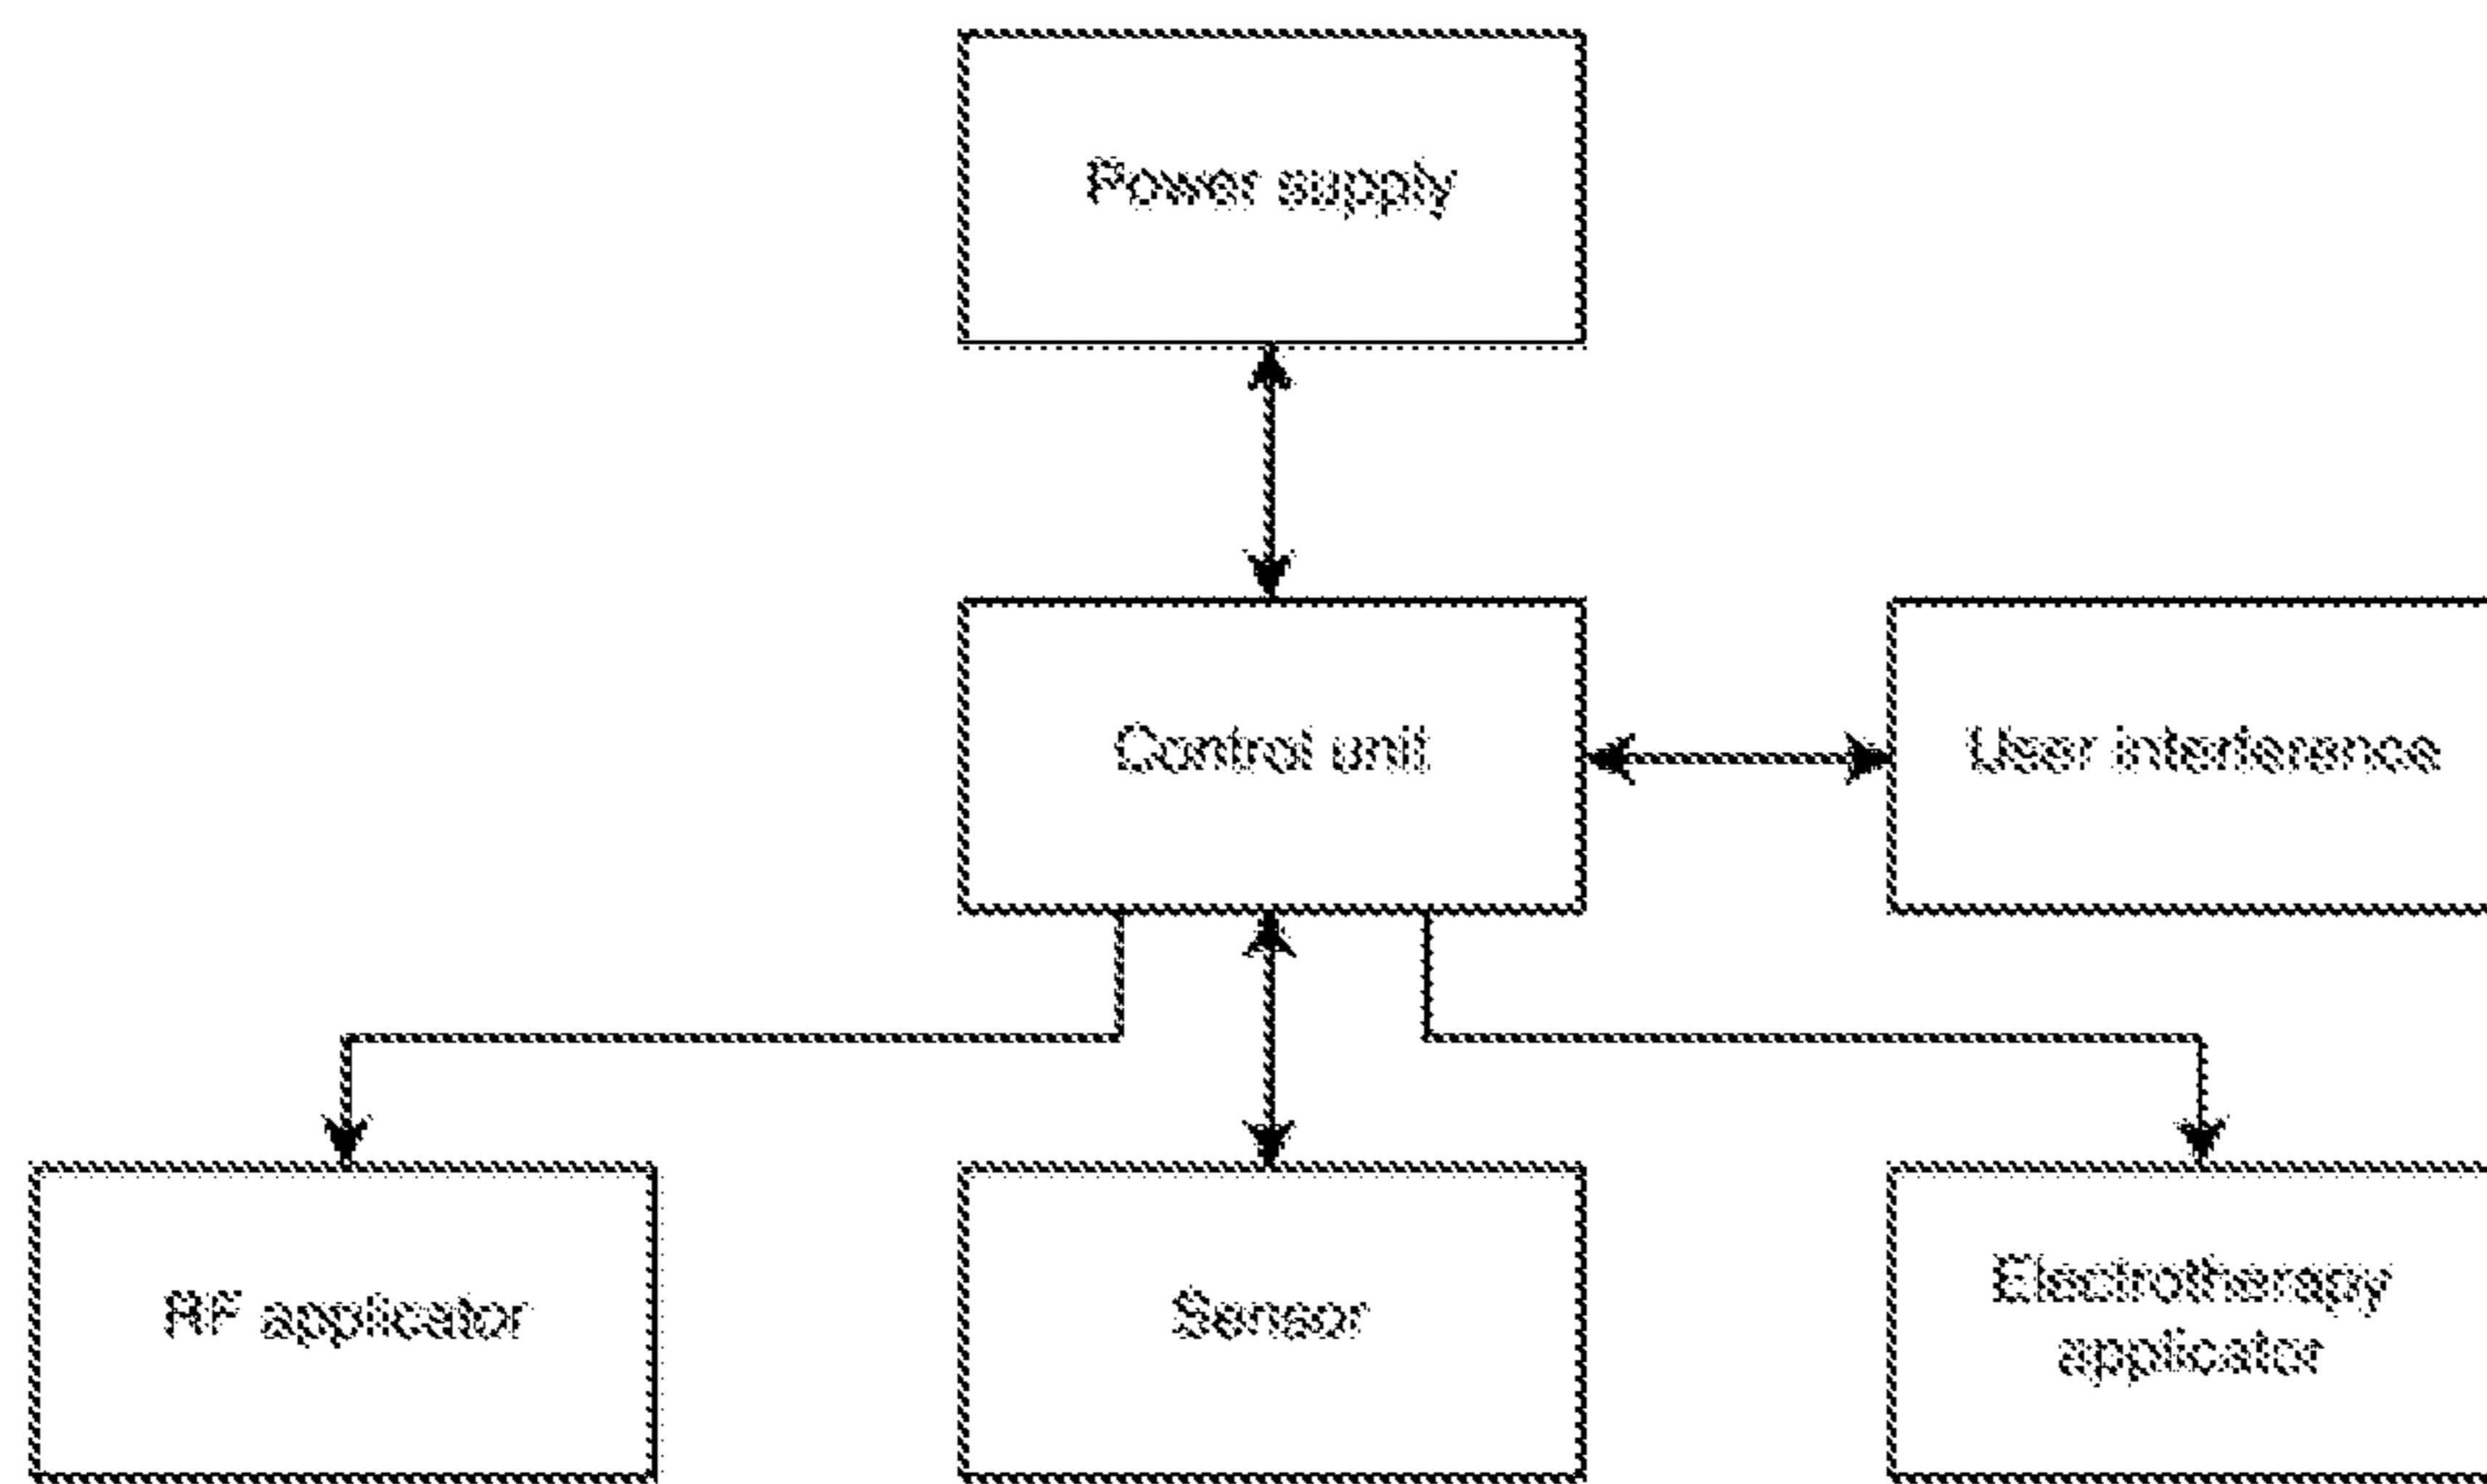 Power supply
Control unit
User interference
RF applicator
Sensor
Electrotherapy
applicator